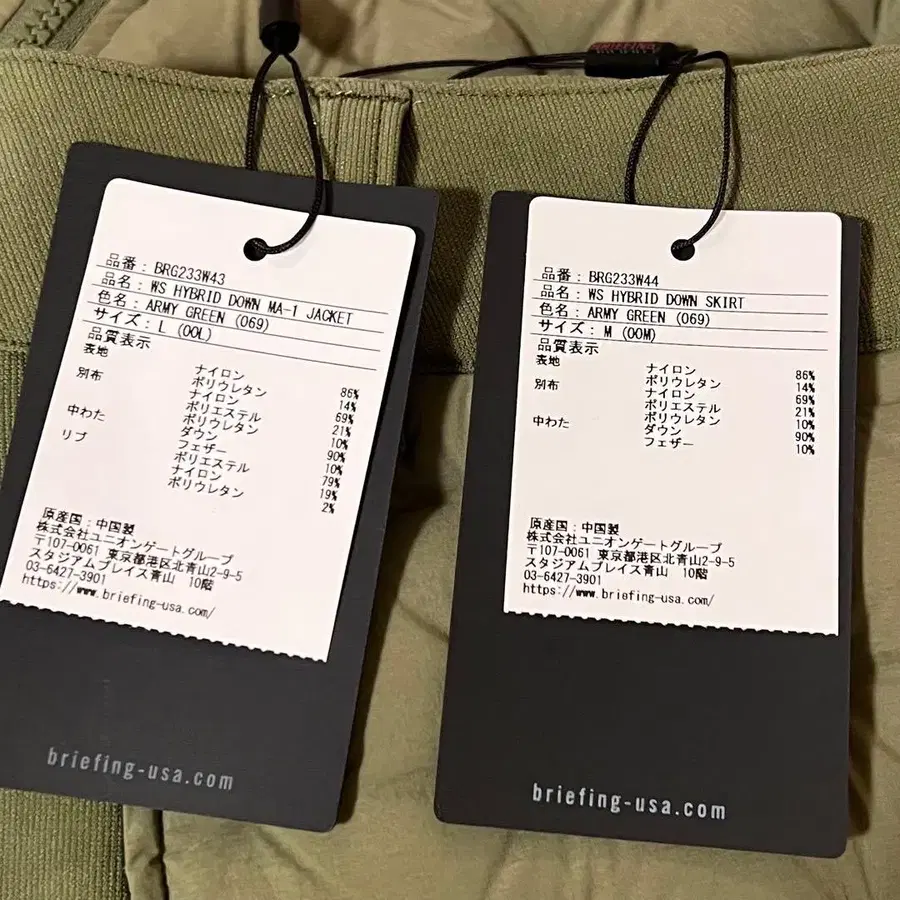 BRIEFING
品番：BRG233W43
品名：WS HYBRID DOWN MA-1 JACKET
色名：ARMY GREEN (069)
サイズ：L (00L)
品質表示
表地 ナイロン 86%
ポリウレタン 14%
別布 ナイロン 69%
ポリエステル 21%
ポリウレタン 10%
中わた ダウン 90%
フェザー 10%
リブ ポリエステル 79%
ナイロン 19%
ポリウレタン 2%
原産国：中国製
株式会社ユニオンゲートグループ
〒107-0061 東京都港区北青山2-9-5
スタジアムプレイス青山 10階
03-6427-3901
https://www.briefing-usa.com/
briefing-usa.com
品番：BRG233W44
品名：WS HYBRID DOWN SKIRT
色名：ARMY GREEN (069)
サイズ：M (00M)
品質表示
表地 ナイロン 86%
ポリウレタン 14%
別布 ナイロン 69%
ポリエステル 21%
ポリウレタン 10%
中わた ダウン 90%
フェザー 10%
原産国：中国製
株式会社ユニオンゲートグループ
〒107-0061 東京都港区北青山2-9-5
スタジアムプレイス青山 10階
03-6427-3901
https://www.briefing-usa.com/
briefing-usa.com